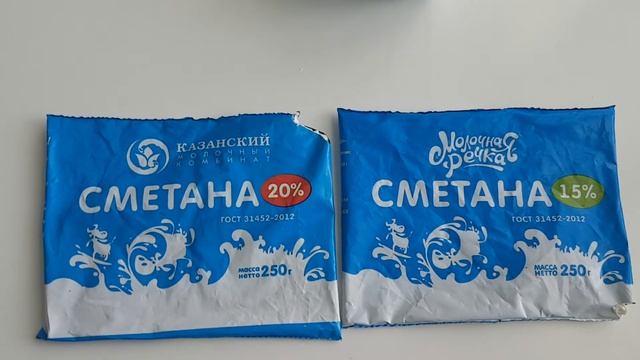 КАЗАНСКИЙ
МОЛОЧНЫЙ
КОМБИНАТ
СМЕТАНА 20%
ГОСТ 31452-2012
МАССА
НЕТТО 250г
Молочная
Речка
СМЕТАНА 15%
ГОСТ 31452-2012
МАССА
НЕТТО 250г